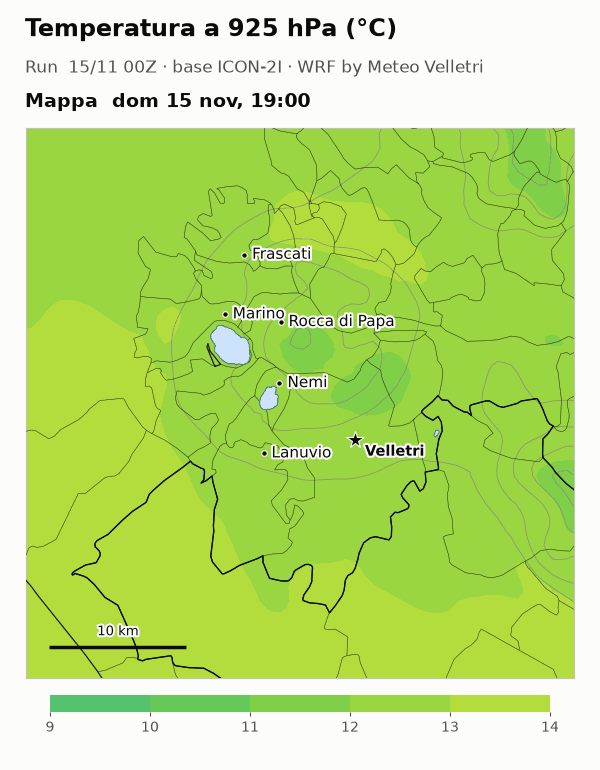 Temperatura a 925 hPa (°C)
Run  15/11 00Z · base ICON-2I · WRF by Meteo Velletri
Mappa  dom 15 nov, 19:00
Frascati
Marino
Rocca di Papa
Nemi
Velletri
Lanuvio
10 km
9 10 11 12 13 14